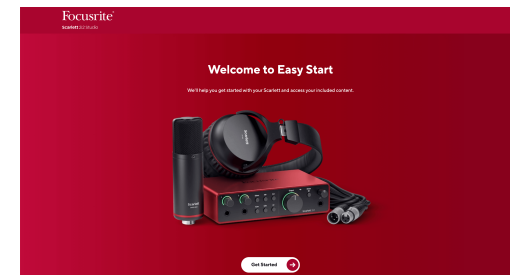 Focusrite®
Scarlett 2i2 Studio
Welcome to Easy Start
We'll help you get started with your Scarlett and access your included content.
Get Started